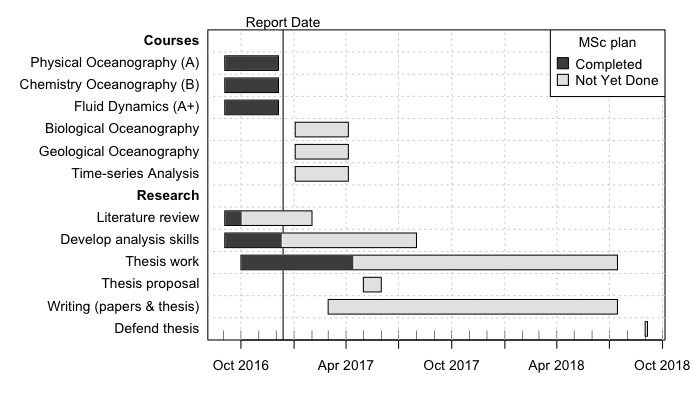 Report Date
Courses
Physical Oceanography (A)
Chemistry Oceanography (B)
Fluid Dynamics (A+)
Biological Oceanography
Geological Oceanography
Time-series Analysis
Research
Literature review
Develop analysis skills
Thesis work
Thesis proposal
Writing (papers & thesis)
Defend thesis
MSc plan
Completed
Not Yet Done
Oct 2016 Apr 2017 Oct 2017 Apr 2018 Oct 2018